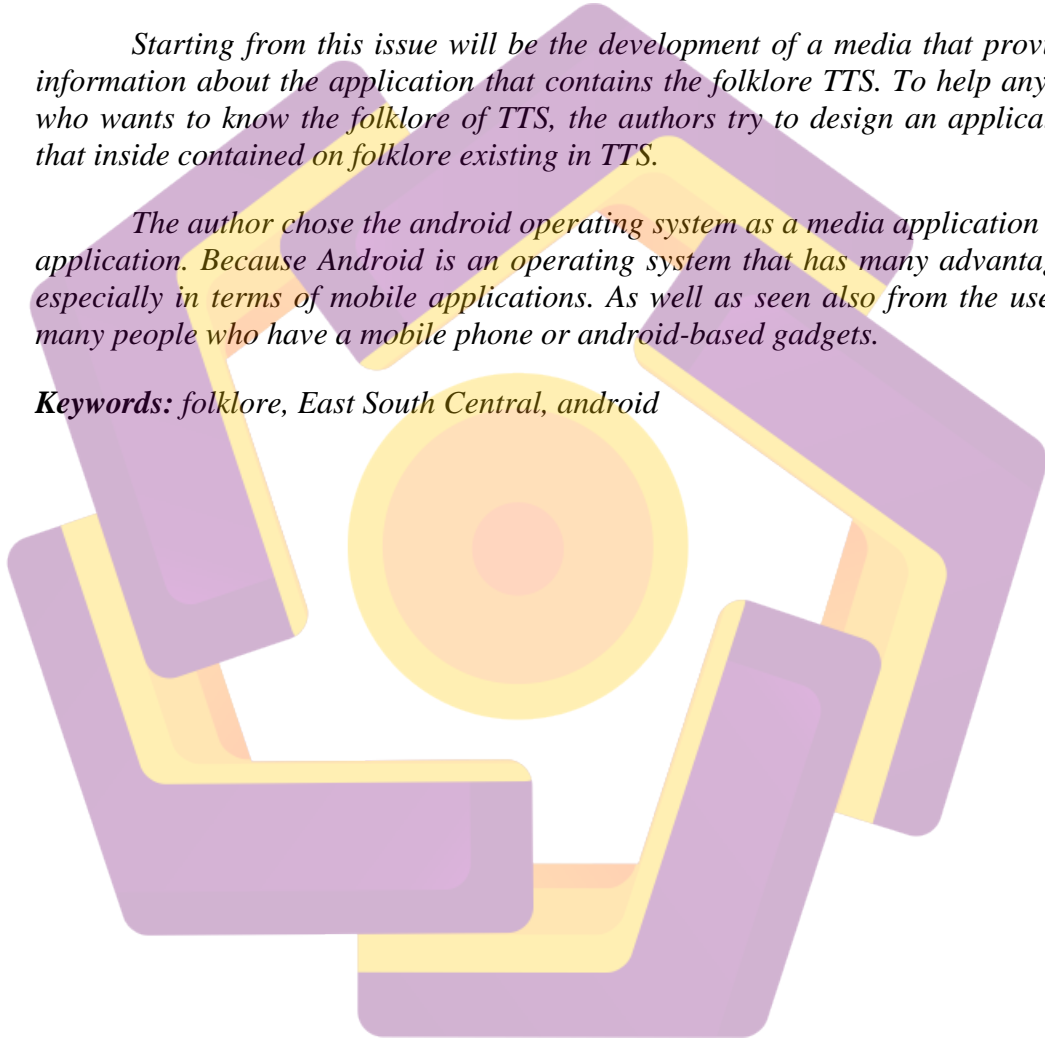 Starting from this issue will be the development of a media that provi
information about the application that contains the folklore TTS. To help any
who wants to know the folklore of TTS, the authors try to design an applica
that inside contained on folklore existing in TTS.
The author chose the android operating system as a media application
application. Because Android is an operating system that has many advantag
especially in terms of mobile applications. As well as seen also from the use
many people who have a mobile phone or android-based gadgets.
Keywords: folklore, East South Central, android